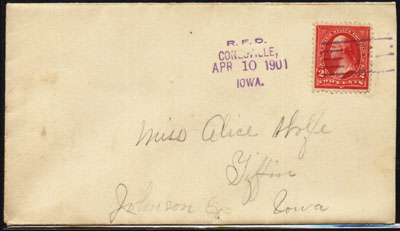 R. F. D.
CONESVILLE,
APR 10 1901
IOWA.
TWO CENTS
Miss Alice Wolfe
Tiffin
Johnson Co Iowa